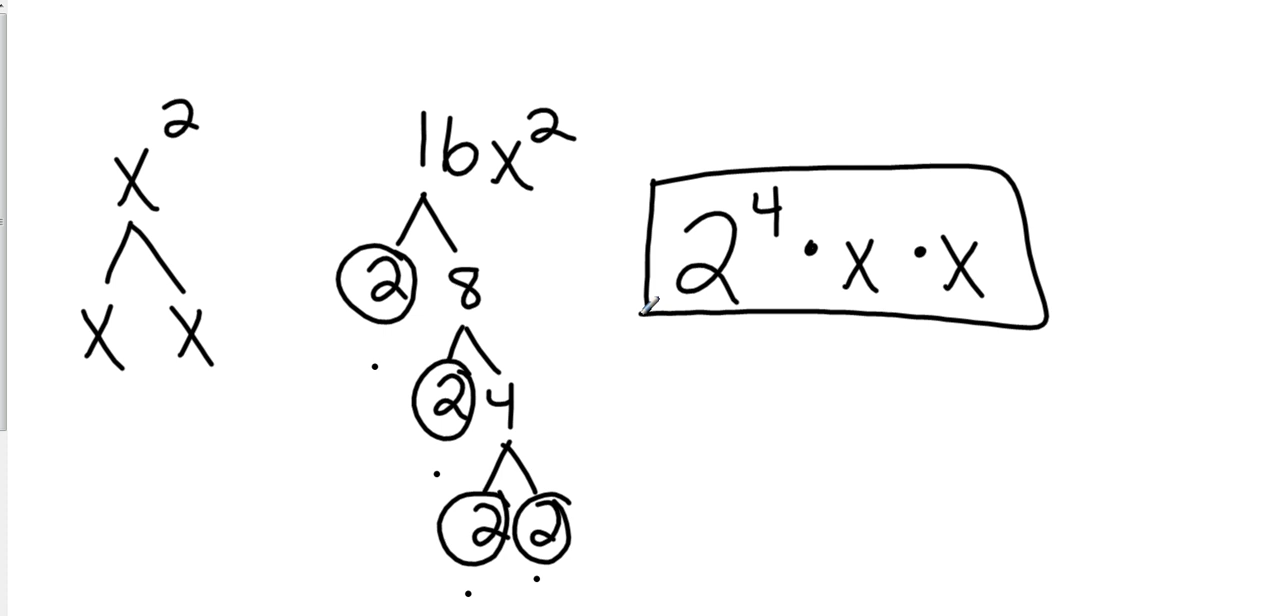 x²
x x
16x²
2 8
2 4
2 2
2⁴ · x · x